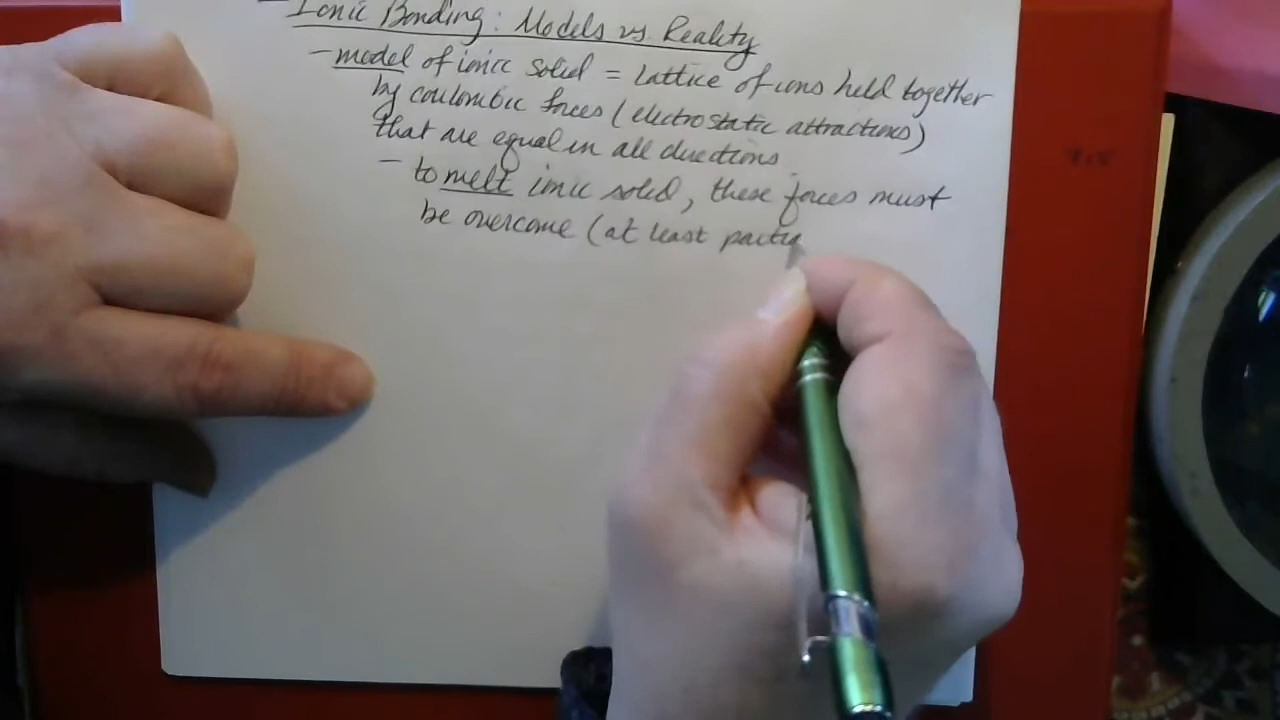 - Ionic Bonding: Models vs Reality
- model of ionic solid = lattice of ions held together
by coulombic forces (electrostatic attractions)
that are equal in all directions
- to melt ionic solid, these forces must
be overcome (at least partia